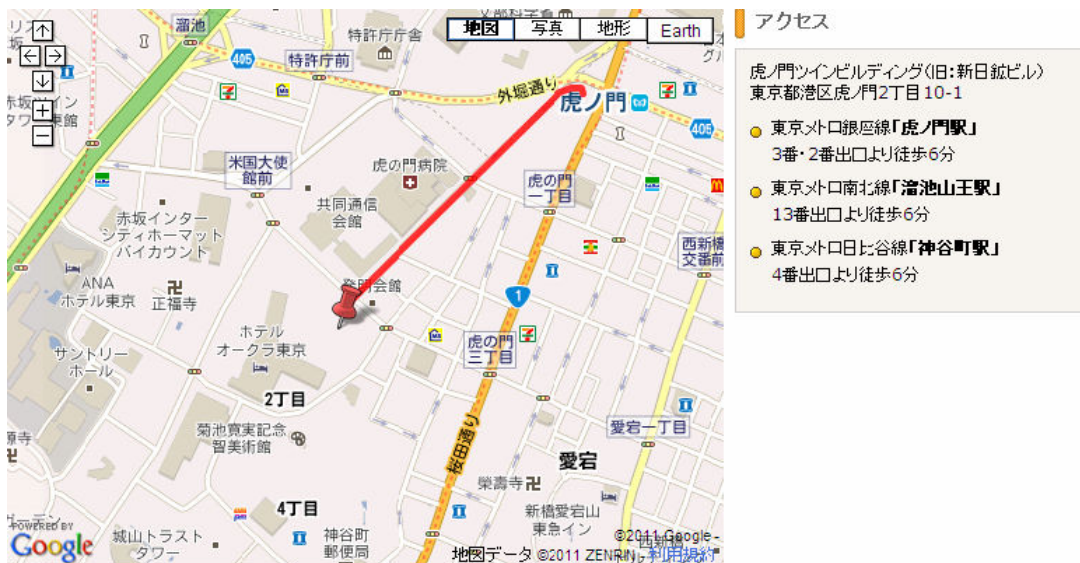 溜池
特許庁庁舎
地図
写真
地形
Earth
405
特許庁前
外堀通り
虎ノ門
405
米国大使
館前
虎の門病院
共同通信
会館
虎の門
一丁目
赤坂インター
シティホーマット
バイカウント
西新橋
交番前
ANA
ホテル東京
正福寺
発明会館
1
ホテル
オークラ東京
虎の門
三丁目
サントリー
ホール
2丁目
桜田通り
菊池寛実記念
智美術館
愛宕一丁目
愛宕
榮壽寺
4丁目
新橋愛宕山
東急イン
城山トラスト
タワー
神谷町
郵便局
POWERED BY
Google
©2011 Google -
地図データ ©2011 ZENRIN - 利用規約
アクセス
虎ノ門ツインビルディング(旧:新日鉱ビル)
東京都港区虎ノ門2丁目10-1
東京メトロ銀座線「虎ノ門駅」
3番・2番出口より徒歩6分
東京メトロ南北線「溜池山王駅」
13番出口より徒歩6分
東京メトロ日比谷線「神谷町駅」
4番出口より徒歩6分